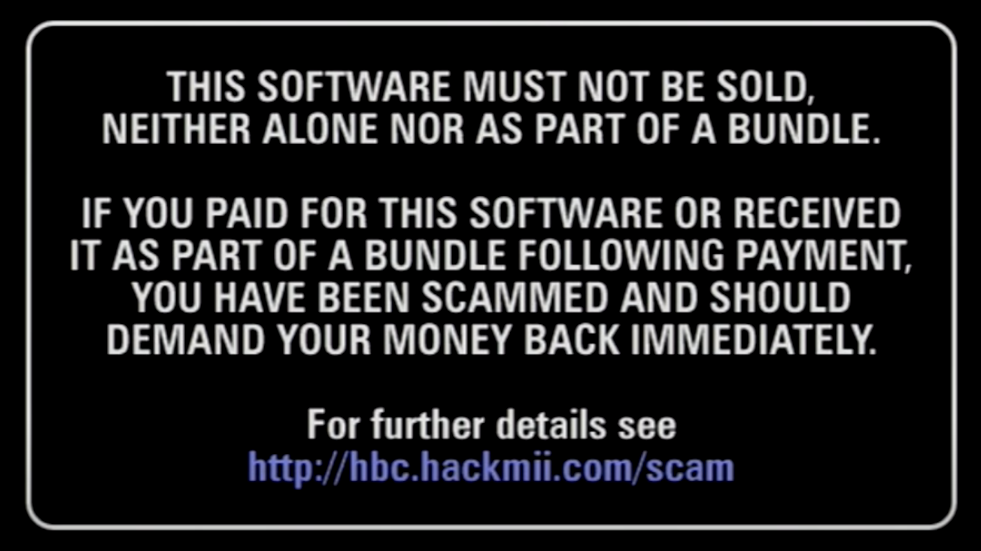 THIS SOFTWARE MUST NOT BE SOLD,
NEITHER ALONE NOR AS PART OF A BUNDLE.
IF YOU PAID FOR THIS SOFTWARE OR RECEIVED
IT AS PART OF A BUNDLE FOLLOWING PAYMENT,
YOU HAVE BEEN SCAMMED AND SHOULD
DEMAND YOUR MONEY BACK IMMEDIATELY.
For further details see
http://hbc.hackmii.com/scam